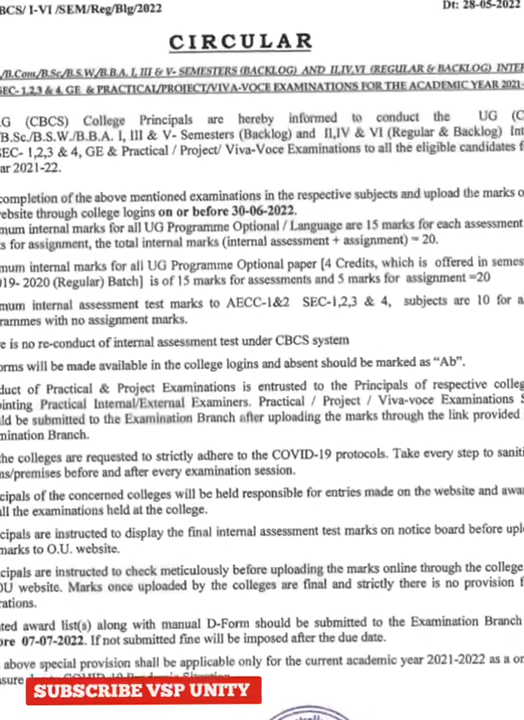 BCS/ I-VI /SEM/Reg/Blg/2022
Dt: 28-05-2022
CIRCULAR
/B.Com/B.Sc/B.S.W/B.B.A. I, III & V- SEMESTERS (BACKLOG) AND II,IV,VI (REGULAR & BACKLOG) INTE
SEC- 1,2,3 & 4, GE & PRACTICAL/PROJECT/VIVA-VOCE EXAMINATIONS FOR THE ACADEMIC YEAR 2021-
G (CBCS) College Principals are hereby informed to conduct the UG (C
/B.Sc./B.S.W./B.B.A. I, III & V- Semesters (Backlog) and II,IV & VI (Regular & Backlog) Int
SEC- 1,2,3 & 4, GE & Practical / Project/ Viva-Voce Examinations to all the eligible candidates f
ar 2021-22.
completion of the above mentioned examinations in the respective subjects and upload the marks o
ebsite through college logins on or before 30-06-2022.
mum internal marks for all UG Programme Optional / Language are 15 marks for each assessment
s for assignment, the total internal marks (internal assessment + assignment) = 20.
mum internal marks for all UG Programme Optional paper [4 Credits, which is offered in semes
019- 2020 (Regular) Batch] is of 15 marks for assessments and 5 marks for assignment =20
mum internal assessment test marks to AECC-1&2 SEC-1,2,3 & 4, subjects are 10 for a
rammes with no assignment marks.
e is no re-conduct of internal assessment test under CBCS system
orms will be made available in the college logins and absent should be marked as "Ab".
duct of Practical & Project Examinations is entrusted to the Principals of respective colleg
ointing Practical Internal/External Examiners. Practical / Project / Viva-voce Examinations S
uld be submitted to the Examination Branch after uploading the marks through the link provided
mination Branch.
the colleges are requested to strictly adhere to the COVID-19 protocols. Take every step to saniti
ms/premises before and after every examination session.
cipals of the concerned colleges will be held responsible for entries made on the website and awa
all the examinations held at the college.
cipals are instructed to display the final internal assessment test marks on notice board before upl
marks to O.U. website.
cipals are instructed to check meticulously before uploading the marks online through the college
OU website. Marks once uploaded by the colleges are final and strictly there is no provision f
rations.
ted award list(s) along with manual D-Form should be submitted to the Examination Branch
ore 07-07-2022. If not submitted fine will be imposed after the due date.
above special provision shall be applicable only for the current academic year 2021-2022 as a o
asure
SUBSCRIBE VSP UNITY